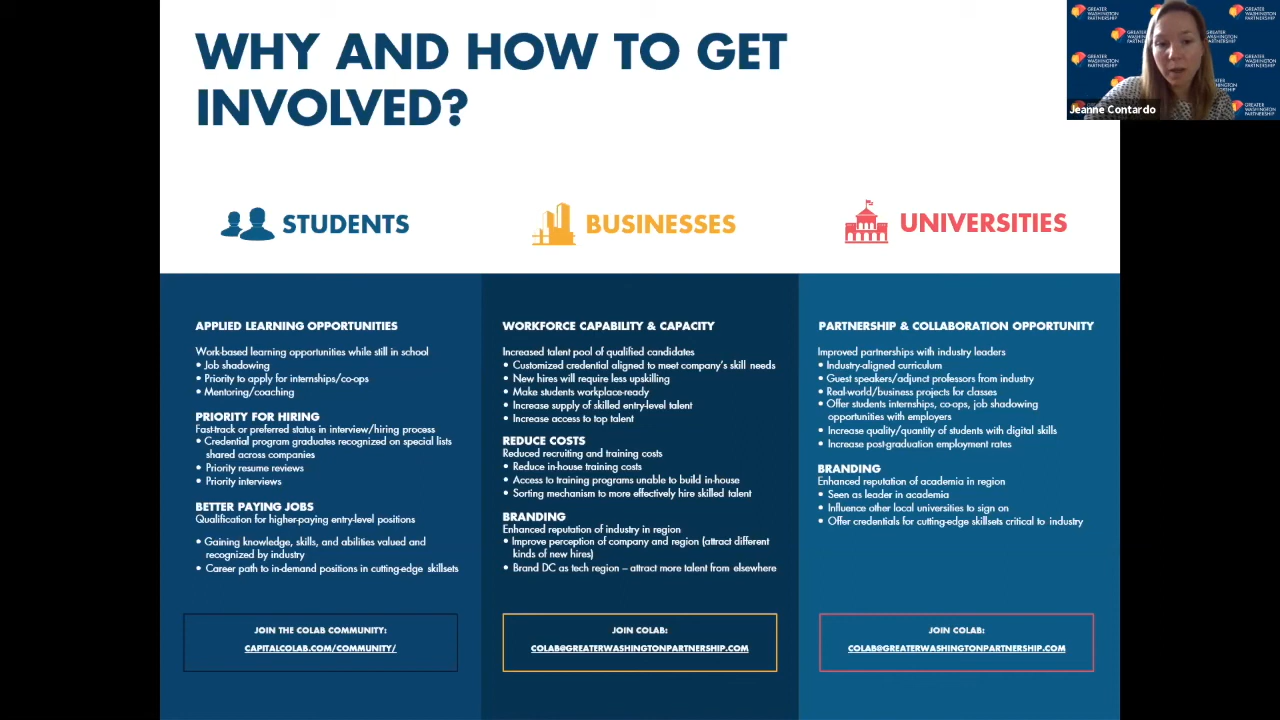 WHY AND HOW TO GET
INVOLVED?
GREATER
WASHINGTON
PARTNERSHIP
Jeanne Contardo
STUDENTS
BUSINESSES
UNIVERSITIES
APPLIED LEARNING OPPORTUNITIES
Work-based learning opportunities while still in school
• Job shadowing
• Priority to apply for internships/co-ops
• Mentoring/coaching
PRIORITY FOR HIRING
Fast-track or preferred status in interview/hiring process
• Credential program graduates recognized on special lists
shared across companies
• Priority resume reviews
• Priority interviews
BETTER PAYING JOBS
Qualification for higher-paying entry-level positions
• Gaining knowledge, skills, and abilities valued and
recognized by industry
• Career path to in-demand positions in cutting-edge skillsets
JOIN THE COLAB COMMUNITY:
CAPITALCOLAB.COM/COMMUNITY/
WORKFORCE CAPABILITY & CAPACITY
Increased talent pool of qualified candidates
• Customized credential aligned to meet company's skill needs
• New hires will require less upskilling
• Make students workplace-ready
• Increase supply of skilled entry-level talent
• Increase access to top talent
REDUCE COSTS
Reduced recruiting and training costs
• Reduce in-house training costs
• Access to training programs unable to build in-house
• Sorting mechanism to more effectively hire skilled talent
BRANDING
Enhanced reputation of industry in region
• Improve perception of company and region (attract different
kinds of new hires)
• Brand DC as tech region – attract more talent from elsewhere
JOIN COLAB:
COLAB@GREATERWASHINGTONPARTNERSHIP.COM
PARTNERSHIP & COLLABORATION OPPORTUNITY
Improved partnerships with industry leaders
• Industry-aligned curriculum
• Guest speakers/adjunct professors from industry
• Real-world/business projects for classes
• Offer students internships, co-ops, job shadowing
opportunities with employers
• Increase quality/quantity of students with digital skills
• Increase post-graduation employment rates
BRANDING
Enhanced reputation of academia in region
• Seen as leader in academia
• Influence other local universities to sign on
• Offer credentials for cutting-edge skillsets critical to industry
JOIN COLAB:
COLAB@GREATERWASHINGTONPARTNERSHIP.COM